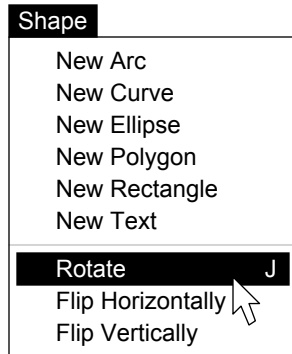 Shape
New Arc
New Curve
New Ellipse
New Polygon
New Rectangle
New Text
Rotate J
Flip Horizontally
Flip Vertically